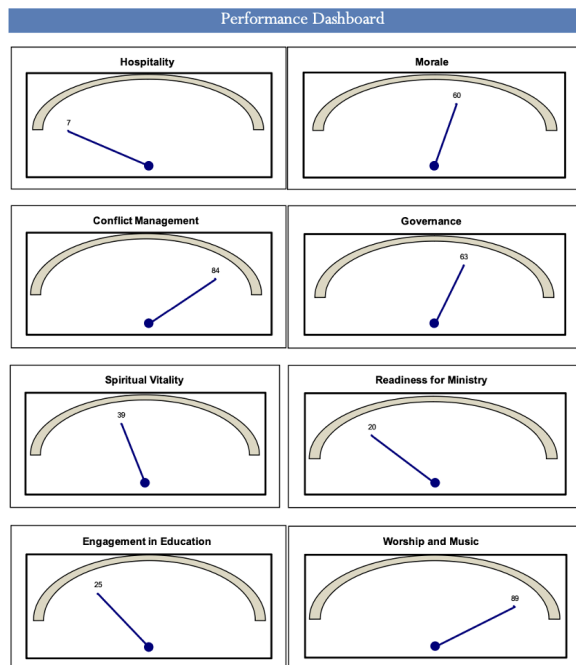 Performance Dashboard
Hospitality
7
Morale
60
Conflict Management
84
Governance
63
Spiritual Vitality
39
Readiness for Ministry
20
Engagement in Education
25
Worship and Music
89